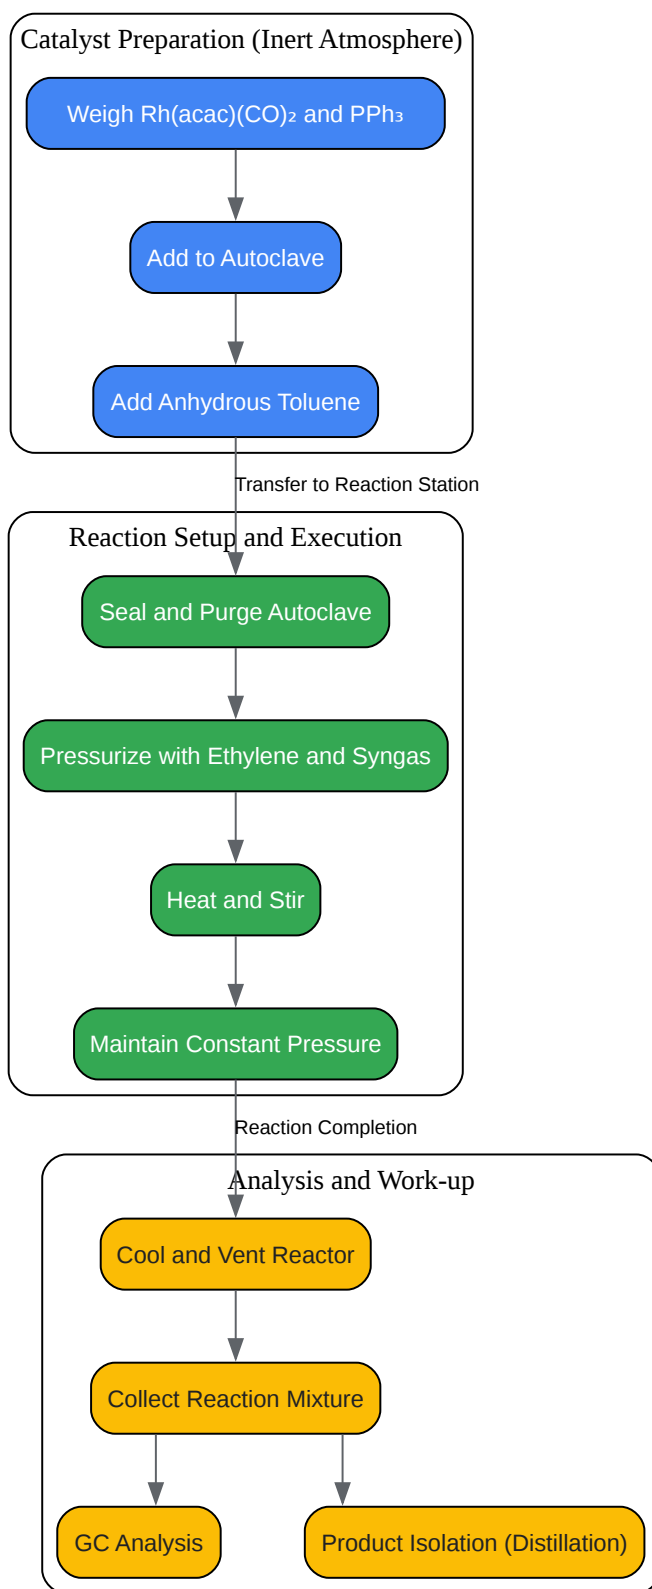 Catalyst Preparation (Inert Atmosphere)
Weigh Rh(acac)(CO)₂ and PPh₃
Add to Autoclave
Add Anhydrous Toluene
Transfer to Reaction Station
Reaction Setup and Execution
Seal and Purge Autoclave
Pressurize with Ethylene and Syngas
Heat and Stir
Maintain Constant Pressure
Reaction Completion
Analysis and Work-up
Cool and Vent Reactor
Collect Reaction Mixture
GC Analysis
Product Isolation (Distillation)